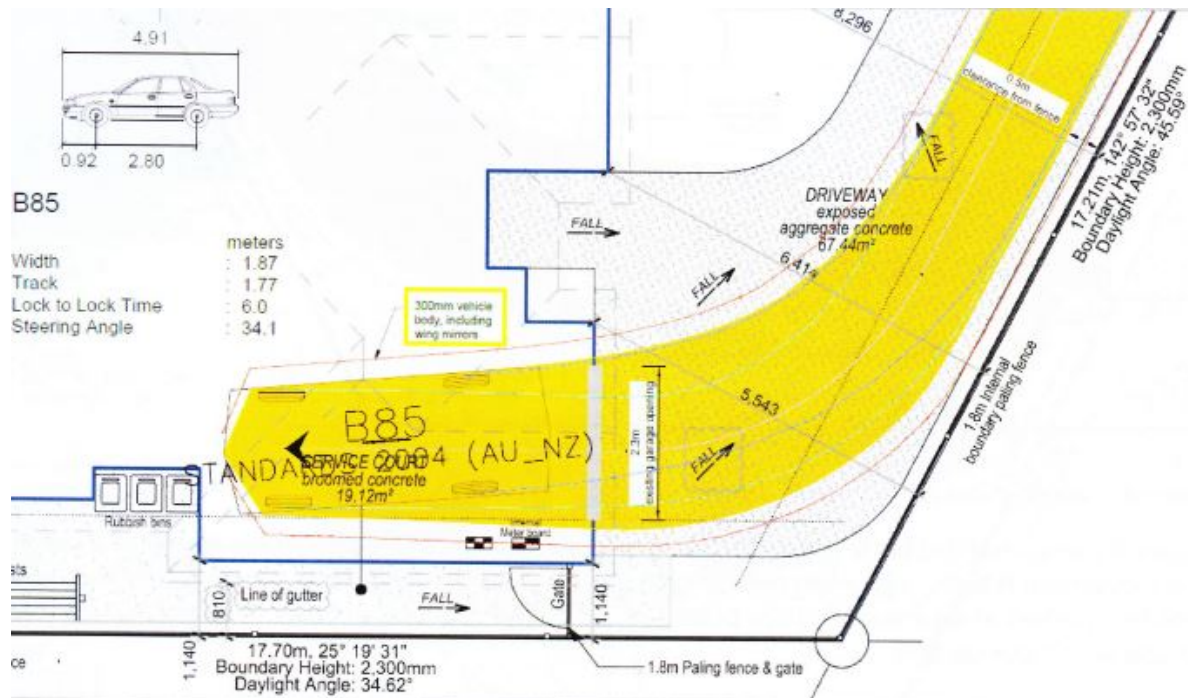 4.91
0.92
2.80
B85
meters
Width : 1.87
Track : 1.77
Lock to Lock Time : 6.0
Steering Angle : 34.1
300mm vehicle
body, including
wing mirrors
8,296
0.5m
clearance from fence
17.21m, 142° 57' 32"
Boundary Height: 2,300mm
Daylight Angle: 45.59°
FALL
FALL
DRIVEWAY
exposed
aggregate concrete
67.44m²
6,414
FALL
5,543
2.3m
existing garage opening
FALL
1.8m Internal
boundary paling fence
B85
STANDARDS 2004 (AU_NZ)
SERVICE COURT
broomed concrete
19.12m²
Rubbish bins
Internal
Meter board
sts
810
Line of gutter
FALL
Gate
1,140
1,140
17.70m, 25° 19' 31"
Boundary Height: 2,300mm
Daylight Angle: 34.62°
1.8m Paling fence & gate
ce